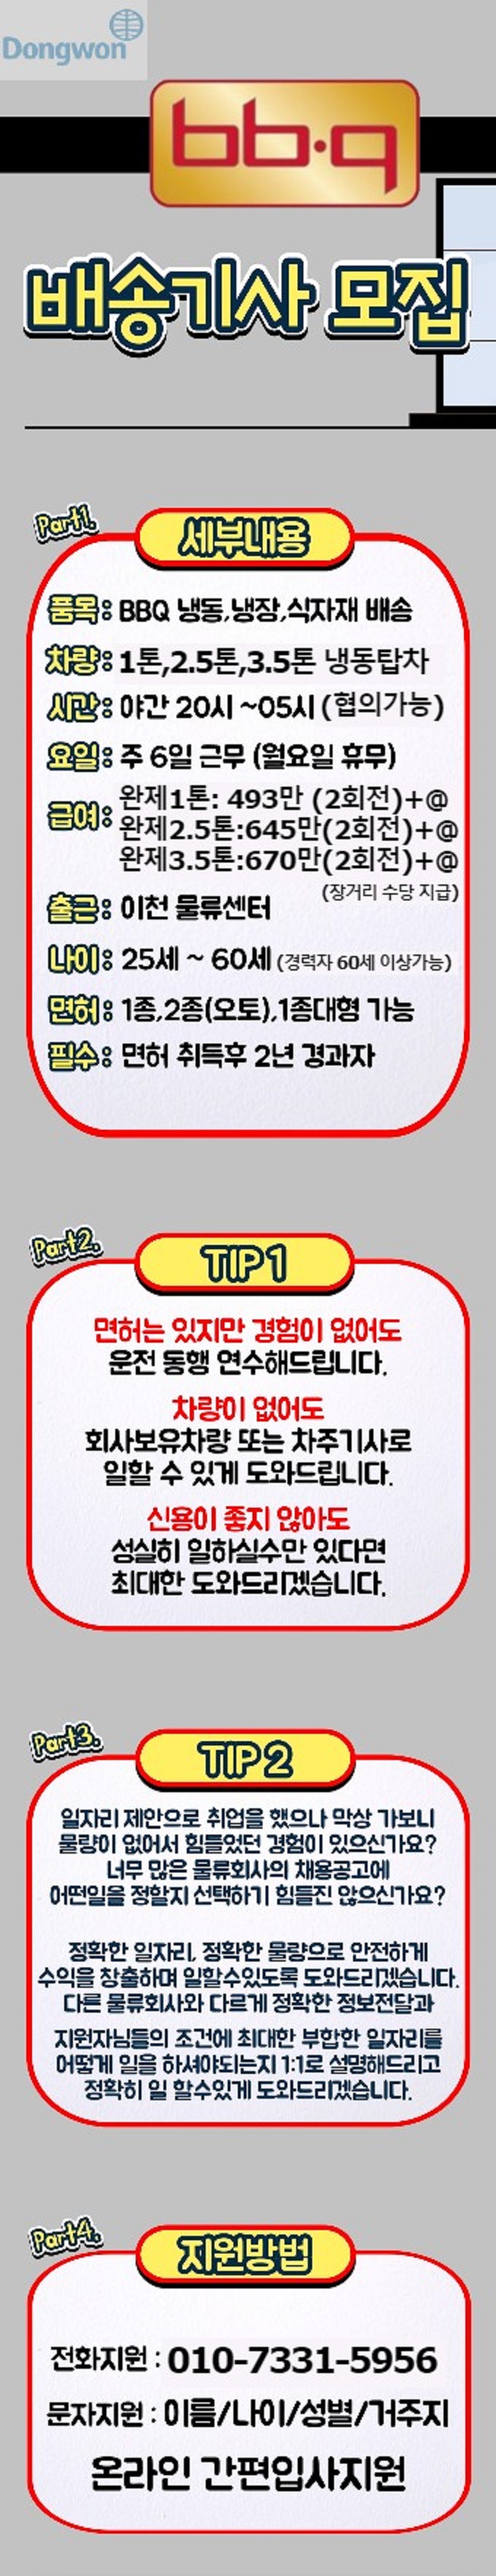 Dongwon
bb.q
배송기사 모집
Part1.
세부내용
품목: BBQ 냉동,냉장,식자재 배송
차량: 1톤,2.5톤,3.5톤 냉동탑차
시간: 야간 20시 ~05시 (협의가능)
요일: 주 6일 근무 (월요일 휴무)
급여: 완제1톤: 493만 (2회전)+@
완제2.5톤:645만(2회전)+@
완제3.5톤:670만(2회전)+@
(장거리 수당 지급)
출근: 이천 물류센터
나이: 25세 ~ 60세 (경력자 60세 이상가능)
면허: 1종,2종(오토),1종대형 가능
필수: 면허 취득후 2년 경과자
Part2.
TIP 1
면허는 있지만 경험이 없어도
운전 동행 연수해드립니다.
차량이 없어도
회사보유차량 또는 차주기사로
일할 수 있게 도와드립니다.
신용이 좋지 않아도
성실히 일하실수만 있다면
최대한 도와드리겠습니다.
Part3.
TIP 2
일자리 제안으로 취업을 했으나 막상 가보니
물량이 없어서 힘들었던 경험이 있으신가요?
너무 많은 물류회사의 채용공고에
어떤일을 정할지 선택하기 힘들진 않으신가요?
정확한 일자리, 정확한 물량으로 안전하게
수익을 창출하며 일할수있도록 도와드리겠습니다.
다른 물류회사와 다르게 정확한 정보전달과
지원자님들의 조건에 최대한 부합한 일자리를
어떻게 일을 하셔야되는지 1:1로 설명해드리고
정확히 일 할수있게 도와드리겠습니다.
Part4.
지원방법
전화지원 : 010-7331-5956
문자지원 : 이름/나이/성별/거주지
온라인 간편입사지원